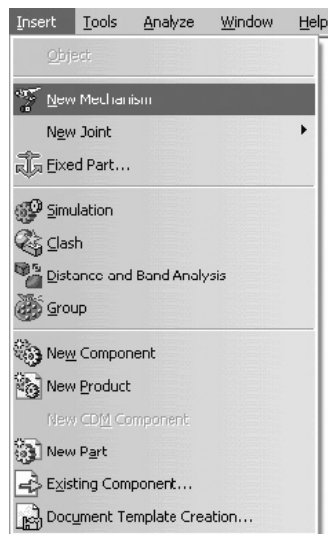 Insert Tools Analyze Window Help
Object
New Mechanism
New Joint
Fixed Part...
Simulation
Clash
Distance and Band Analysis
Group
New Component
New Product
New CDM Component
New Part
Existing Component...
Document Template Creation...